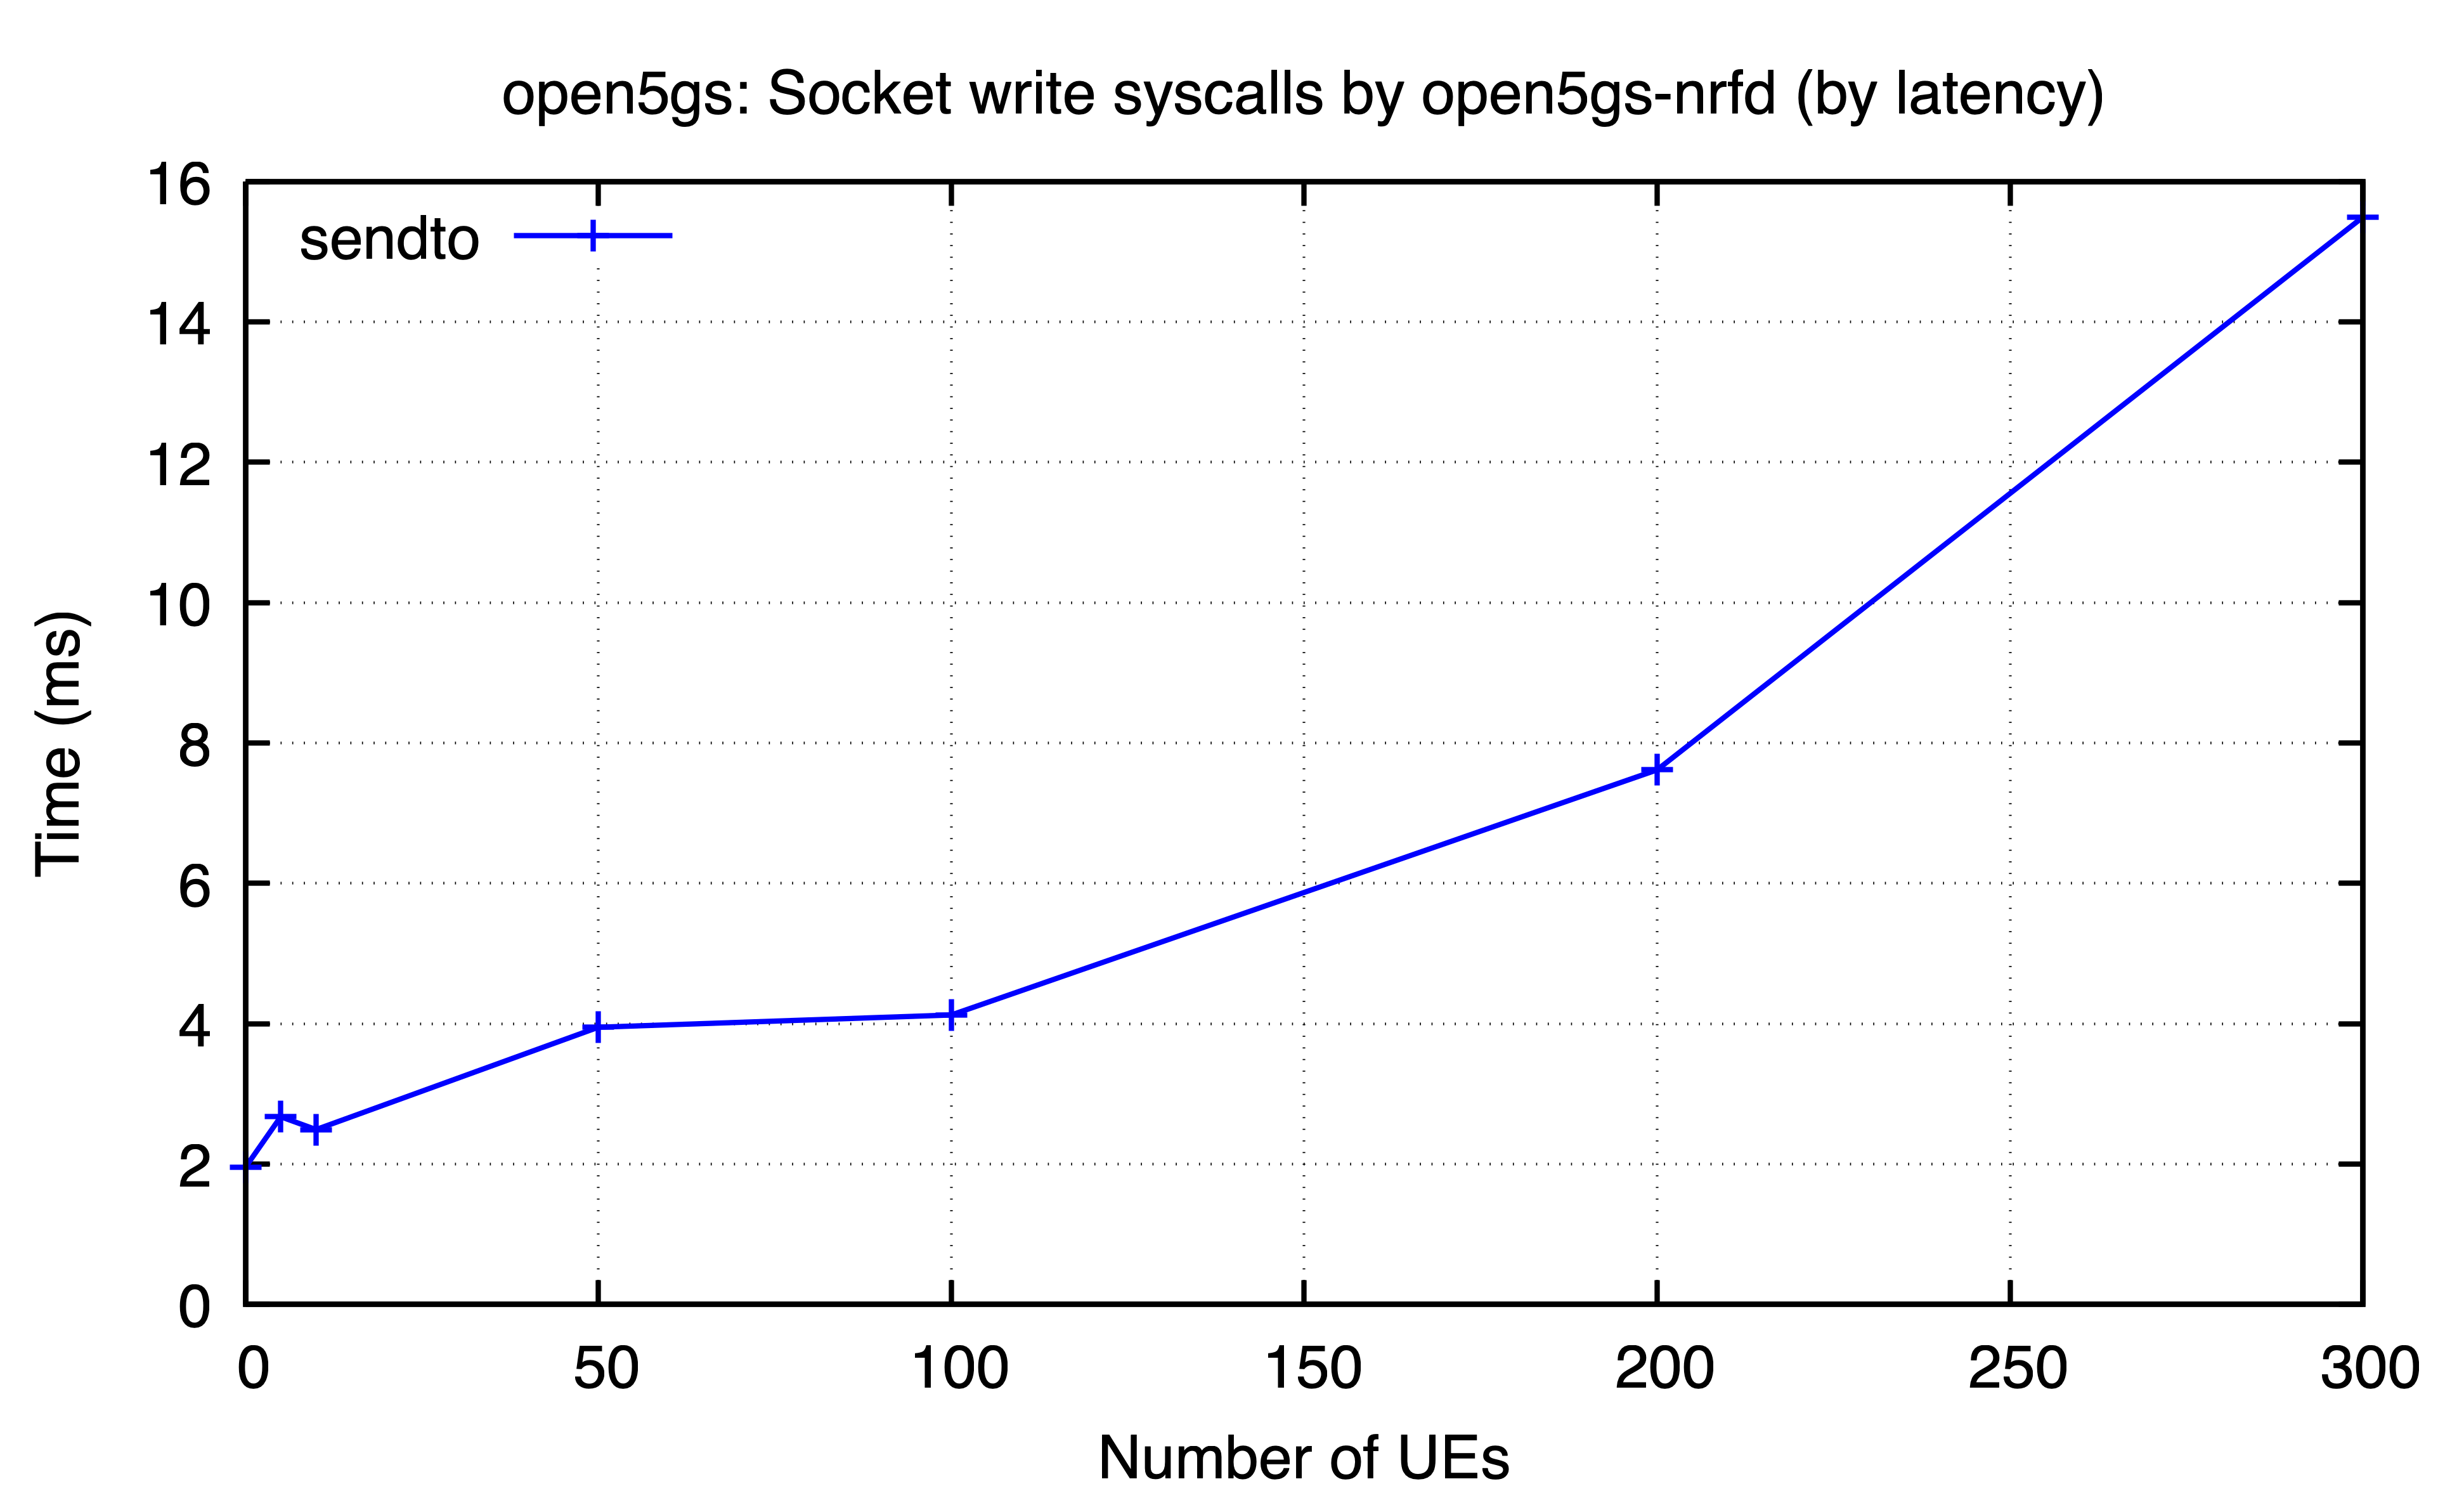 open5gs: Socket write syscalls by open5gs-nrfd (by latency)
16
sendto
14
12
10
8
6
4
2
0
Time (ms)
0 50 100 150 200 250 300
Number of UEs